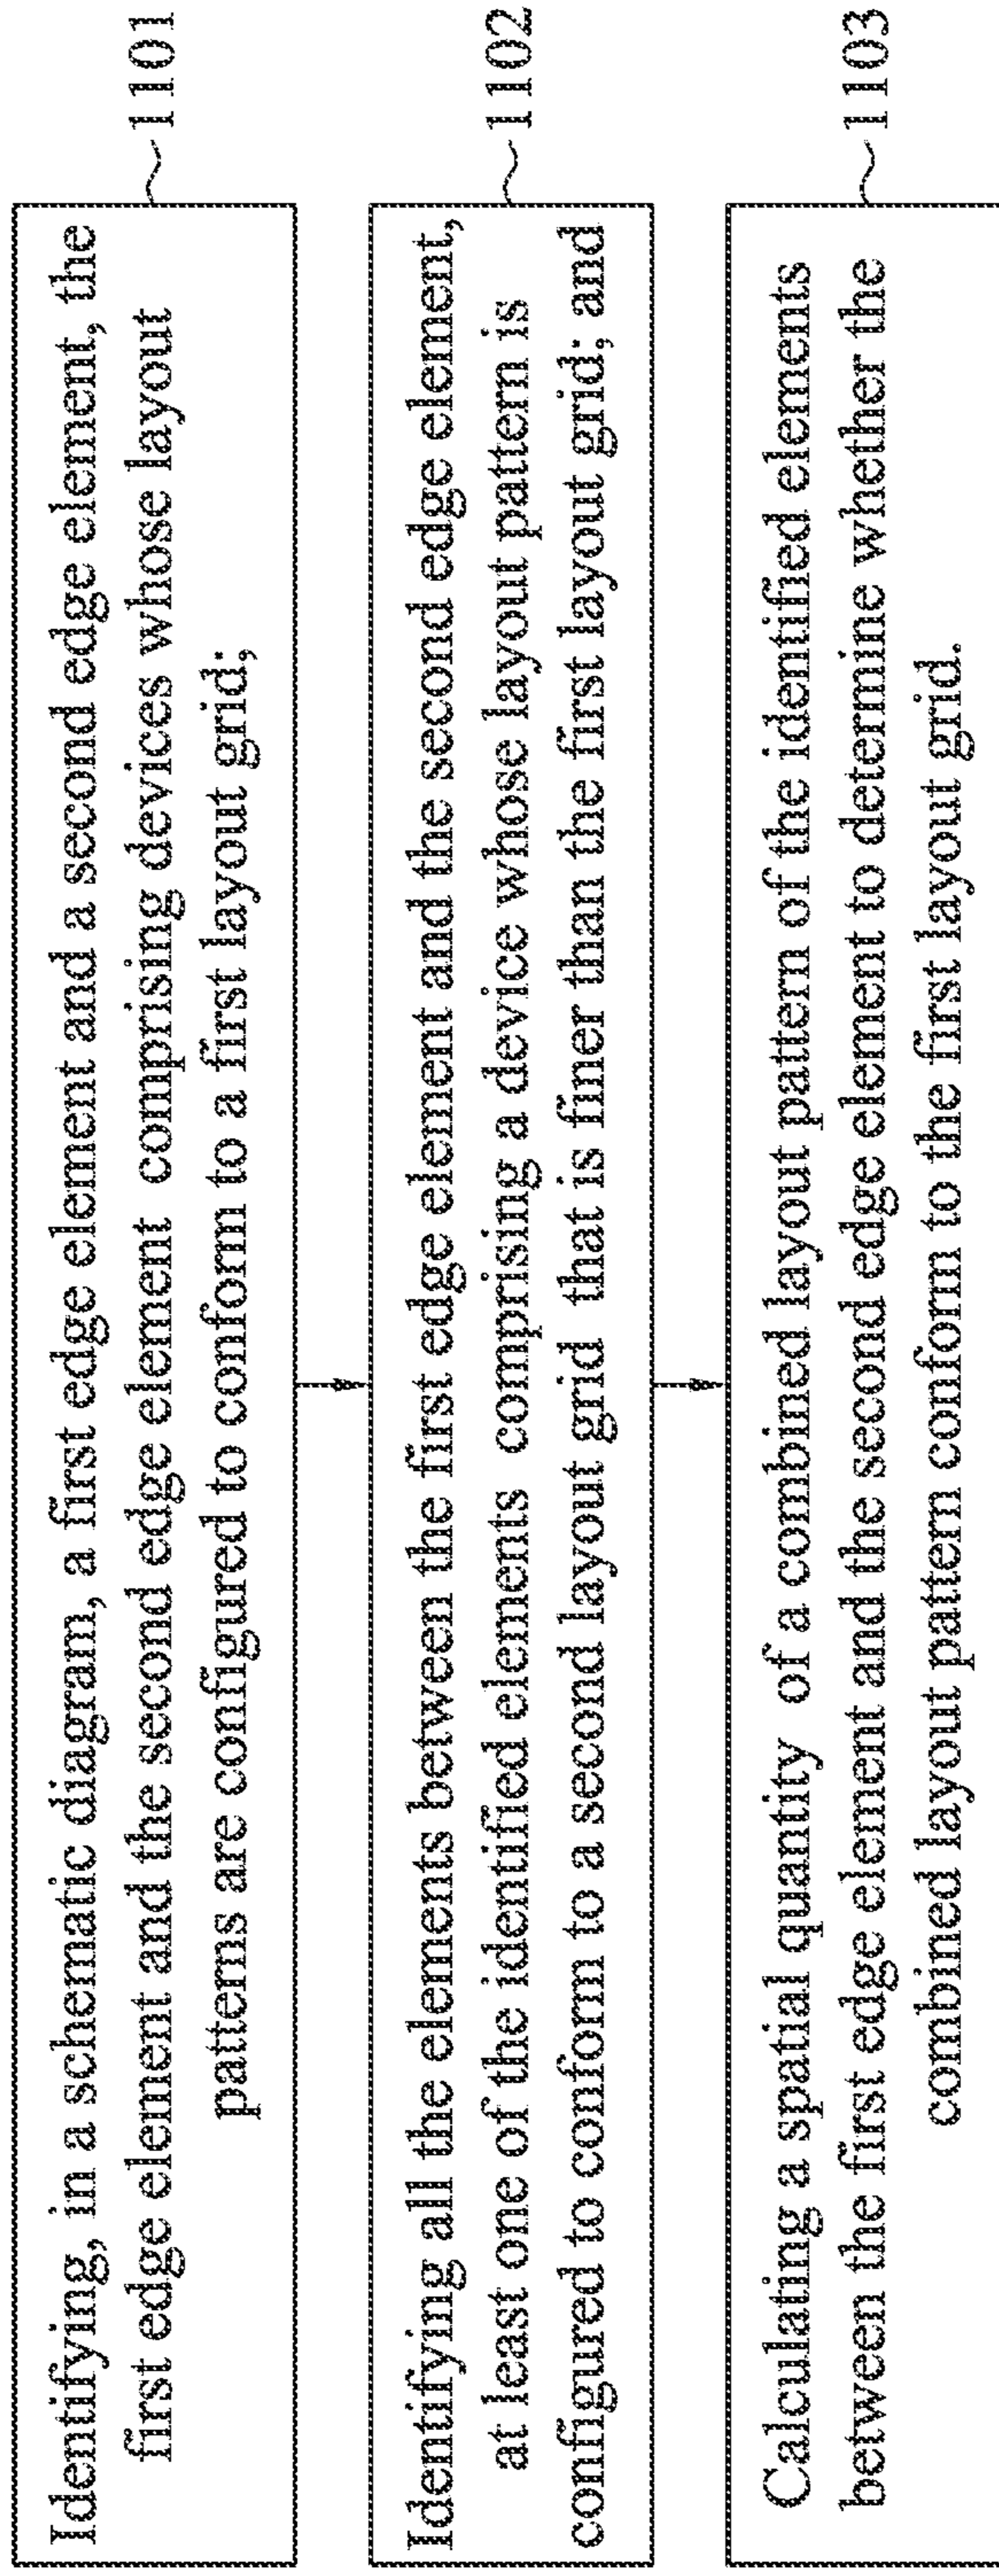 Identifying, in a schematic diagram, a first edge element and a second edge element, the
first edge element and the second edge element comprising devices whose layout
patterns are configured to conform to a first layout grid;
1101
Identifying all the elements between the first edge element and the second edge element,
at least one of the identified elements comprising a device whose layout pattern is
configured to conform to a second layout grid that is finer than the first layout grid; and
1102
Calculating a spatial quantity of a combined layout pattern of the identified elements
between the first edge element and the second edge element to determine whether the
combined layout pattern conform to the first layout grid.
1103